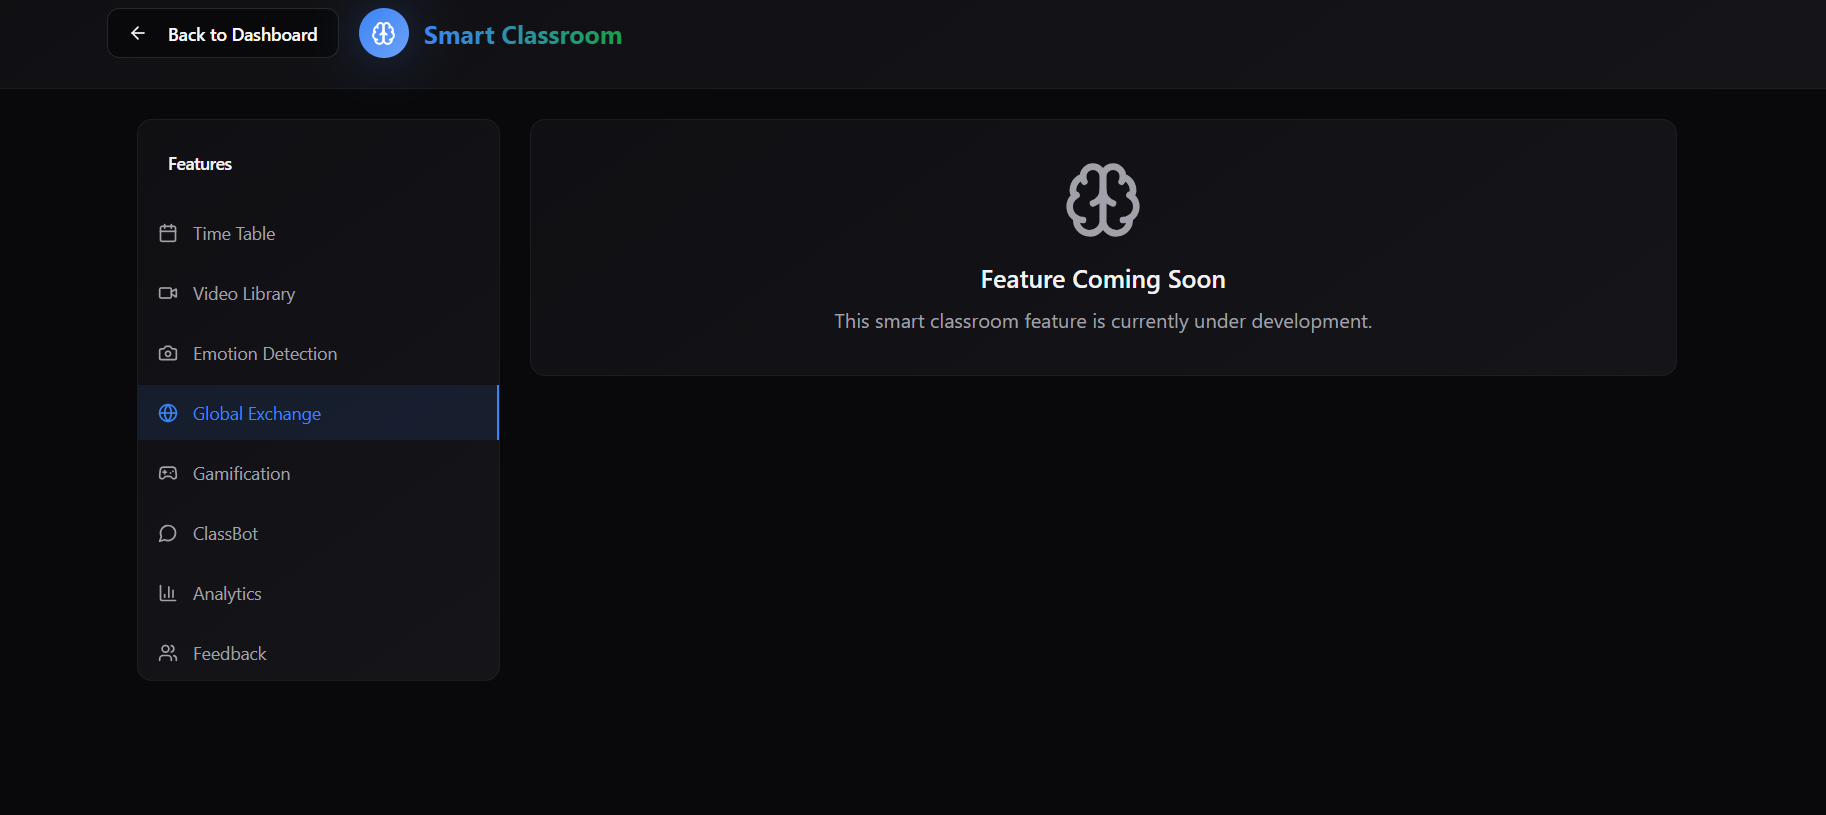 Back to Dashboard
Smart Classroom
Features
Time Table
Video Library
Emotion Detection
Global Exchange
Gamification
ClassBot
Analytics
Feedback
Feature Coming Soon
This smart classroom feature is currently under development.